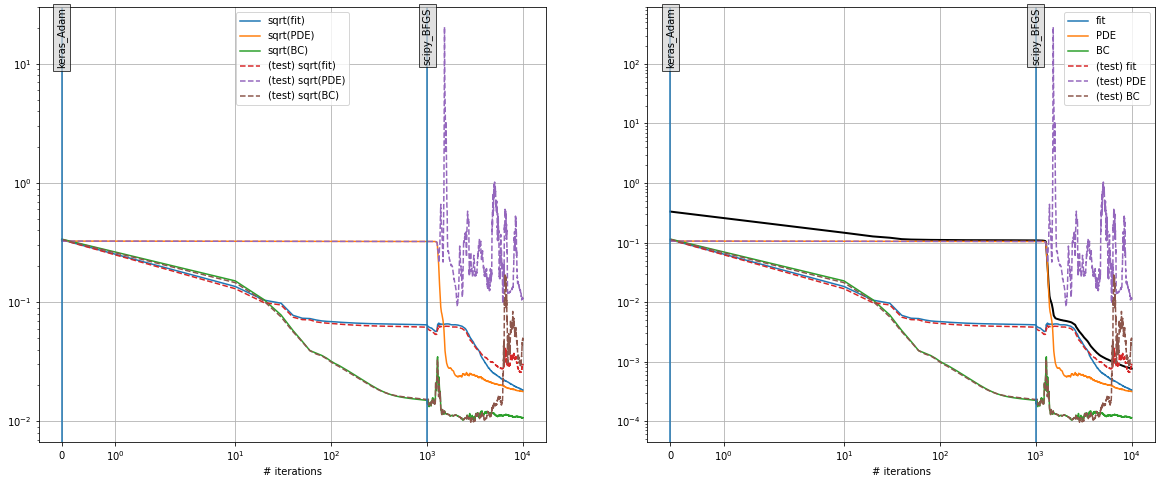 keras_Adam
scipy_BFGS
sqrt(fit)
sqrt(PDE)
sqrt(BC)
(test) sqrt(fit)
(test) sqrt(PDE)
(test) sqrt(BC)
10¹
10⁰
10⁻¹
10⁻²
0 10⁰ 10¹ 10² 10³ 10⁴
# iterations
keras_Adam
scipy_BFGS
fit
PDE
BC
(test) fit
(test) PDE
(test) BC
10²
10¹
10⁰
10⁻¹
10⁻²
10⁻³
10⁻⁴
0 10⁰ 10¹ 10² 10³ 10⁴
# iterations